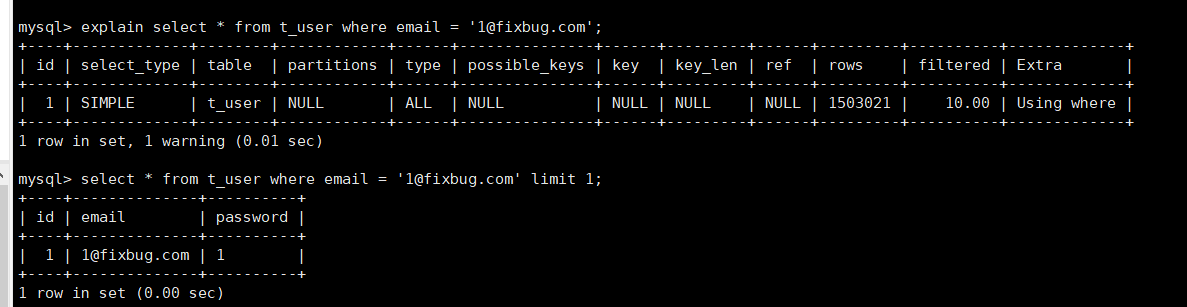 mysql> explain select * from t_user where email = '1@fixbug.com';
+----+-------------+--------+------------+------+---------------+------+---------+------+---------+----------+-------------+
| id | select_type | table  | partitions | type | possible_keys | key  | key_len | ref  | rows    | filtered | Extra       |
+----+-------------+--------+------------+------+---------------+------+---------+------+---------+----------+-------------+
|  1 | SIMPLE      | t_user | NULL       | ALL  | NULL          | NULL | NULL    | NULL | 1503021 |    10.00 | Using where |
+----+-------------+--------+------------+------+---------------+------+---------+------+---------+----------+-------------+
1 row in set, 1 warning (0.01 sec)
mysql> select * from t_user where email = '1@fixbug.com' limit 1;
+----+--------------+----------+
| id | email        | password |
+----+--------------+----------+
|  1 | 1@fixbug.com | 1        |
+----+--------------+----------+
1 row in set (0.00 sec)